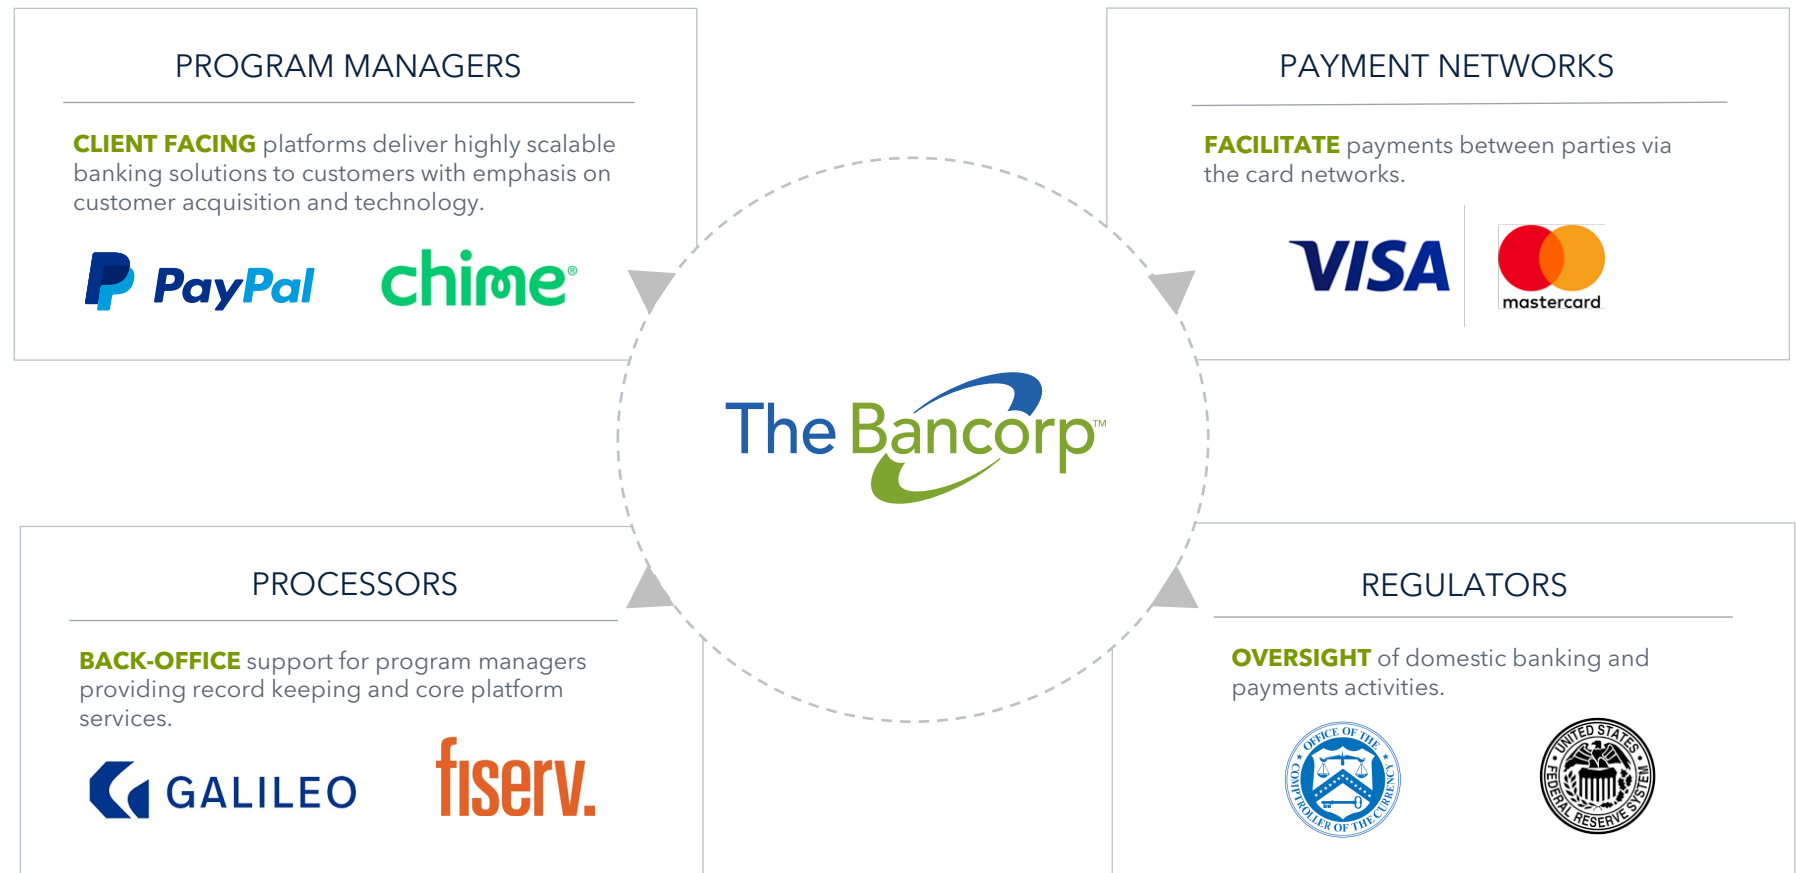 PROGRAM MANAGERS
CLIENT FACING platforms deliver highly scalable
banking solutions to customers with emphasis on
customer acquisition and technology.
PayPal
chime®
PAYMENT NETWORKS
FACILITATE payments between parties via
the card networks.
VISA
mastercard
The Bancorp™
PROCESSORS
BACK-OFFICE support for program managers
providing record keeping and core platform
services.
GALILEO
fiserv.
REGULATORS
OVERSIGHT of domestic banking and
payments activities.
OFFICE OF THE COMPTROLLER OF THE CURRENCY
UNITED STATES FEDERAL RESERVE SYSTEM